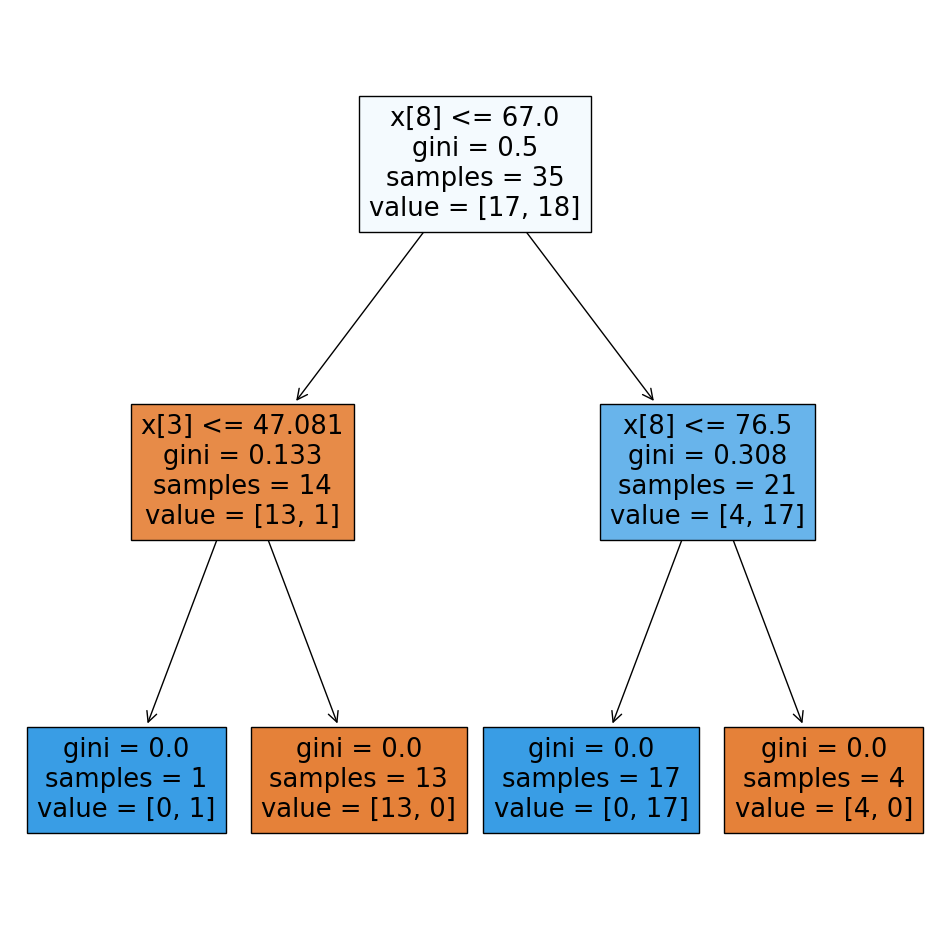 x[8] <= 67.0
gini = 0.5
samples = 35
value = [17, 18]
x[3] <= 47.081
gini = 0.133
samples = 14
value = [13, 1]
x[8] <= 76.5
gini = 0.308
samples = 21
value = [4, 17]
gini = 0.0
samples = 1
value = [0, 1]
gini = 0.0
samples = 13
value = [13, 0]
gini = 0.0
samples = 17
value = [0, 17]
gini = 0.0
samples = 4
value = [4, 0]